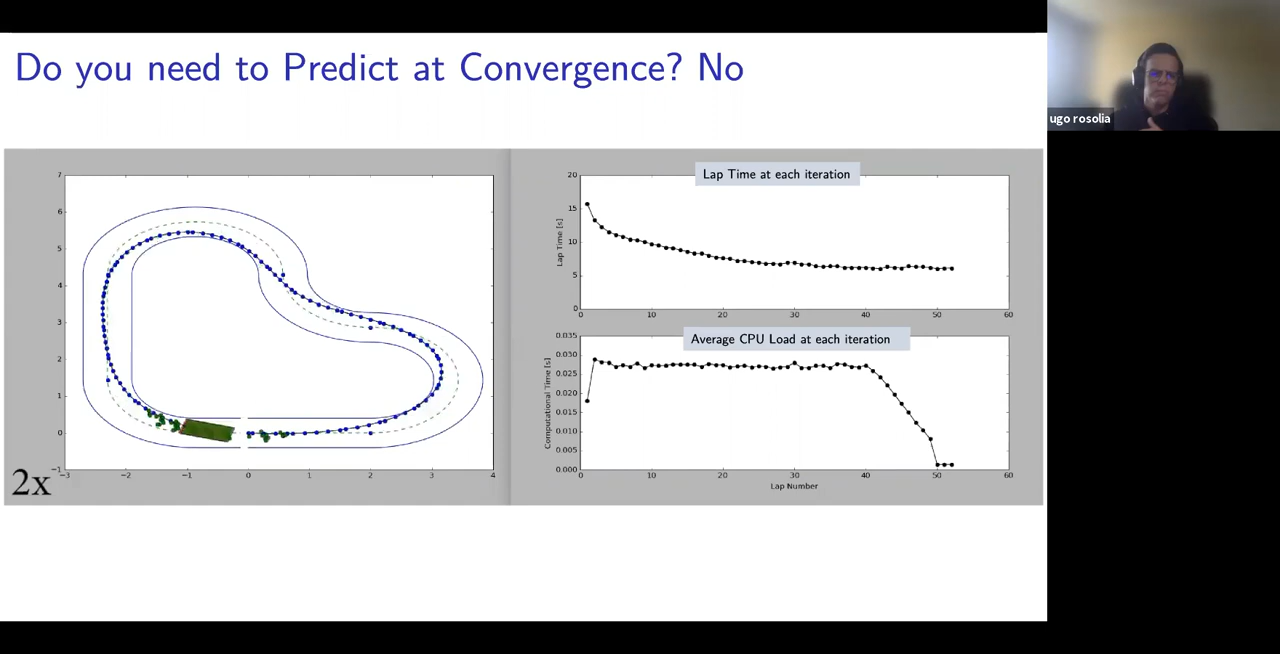 Do you need to Predict at Convergence? No
ugo rosolia
7
6
5
4
3
2
1
0
−1
−3 −2 −1 0 1 2 3 4
2x
Lap Time at each iteration
Lap Time [s]
20
15
10
5
0
0 10 20 30 40 50 60
Average CPU Load at each iteration
Computational Time [s]
0.035
0.030
0.025
0.020
0.015
0.010
0.005
0.000
0 10 20 30 40 50 60
Lap Number